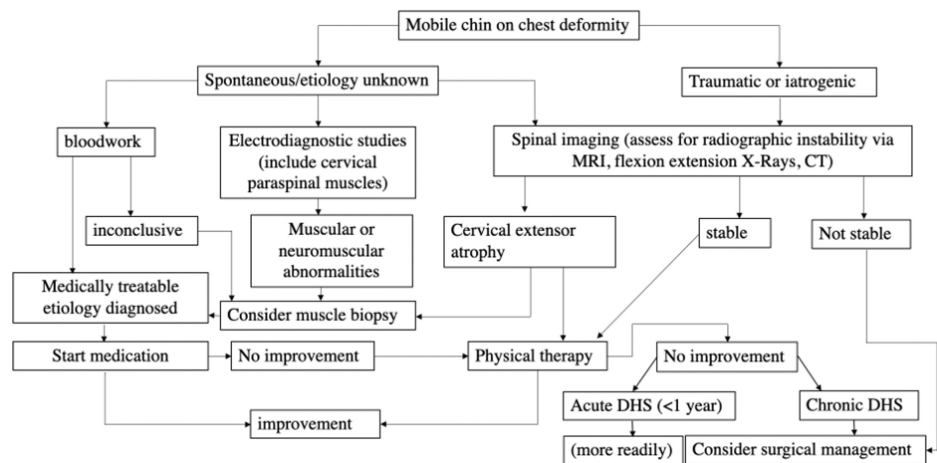 Mobile chin on chest deformity
Spontaneous/etiology unknown
Traumatic or iatrogenic
bloodwork
Electrodiagnostic studies
(include cervical
paraspinal muscles)
Spinal imaging (assess for radiographic instability via
MRI, flexion extension X-Rays, CT)
inconclusive
Muscular or
neuromuscular
abnormalities
Cervical extensor
atrophy
stable
Not stable
Medically treatable
etiology diagnosed
Consider muscle biopsy
Start medication
No improvement
Physical therapy
No improvement
improvement
Acute DHS (<1 year)
Chronic DHS
(more readily)
Consider surgical management